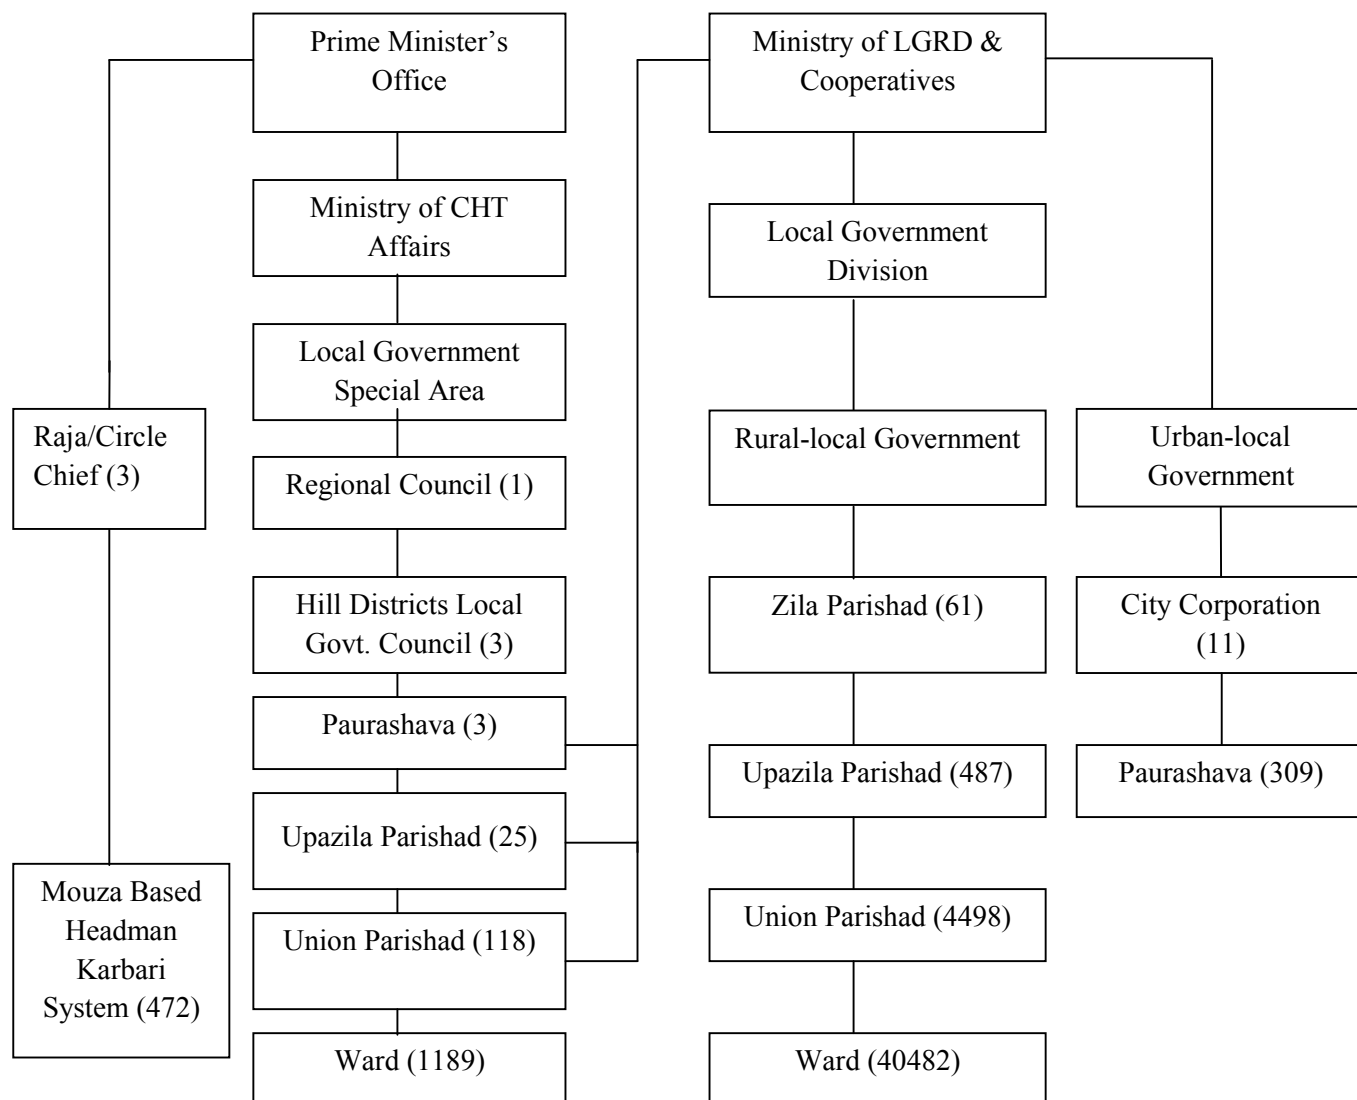 Prime Minister’s
Office
Ministry of LGRD &
Cooperatives
Ministry of CHT
Affairs
Local Government
Division
Local Government
Special Area
Raja/Circle
Chief (3)
Regional Council (1)
Rural-local Government
Urban-local
Government
Hill Districts Local
Govt. Council (3)
Zila Parishad (61)
City Corporation
(11)
Paurashava (3)
Upazila Parishad (487)
Paurashava (309)
Upazila Parishad (25)
Mouza Based
Headman
Karbari
System (472)
Union Parishad (118)
Union Parishad (4498)
Ward (1189)
Ward (40482)